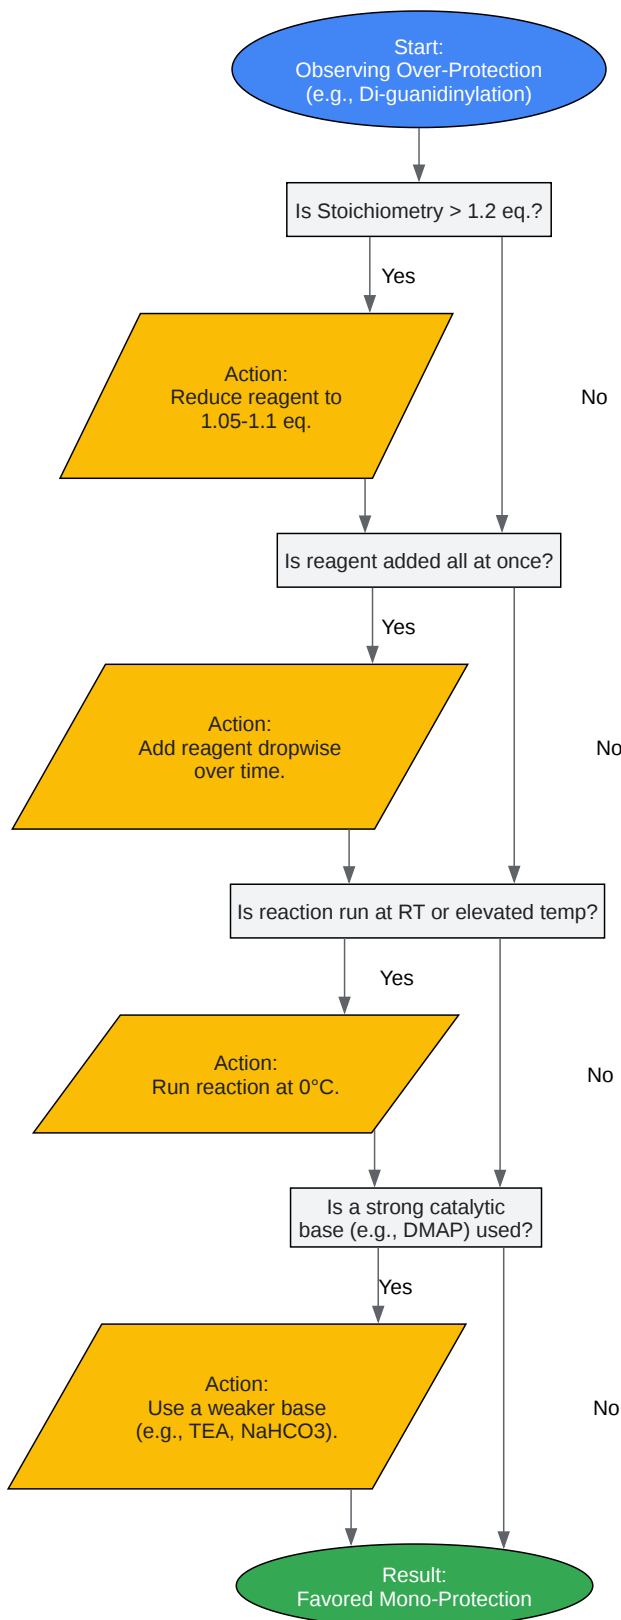 Start:
Observing Over-Protection
(e.g., Di-guanidinylation)
Is Stoichiometry > 1.2 eq.?
Yes
Action:
Reduce reagent to
1.05-1.1 eq.
No
Is reagent added all at once?
Yes
Action:
Add reagent dropwise
over time.
No
Is reaction run at RT or elevated temp?
Yes
Action:
Run reaction at 0°C.
No
Is a strong catalytic
base (e.g., DMAP) used?
Yes
Action:
Use a weaker base
(e.g., TEA, NaHCO3).
No
Result:
Favored Mono-Protection